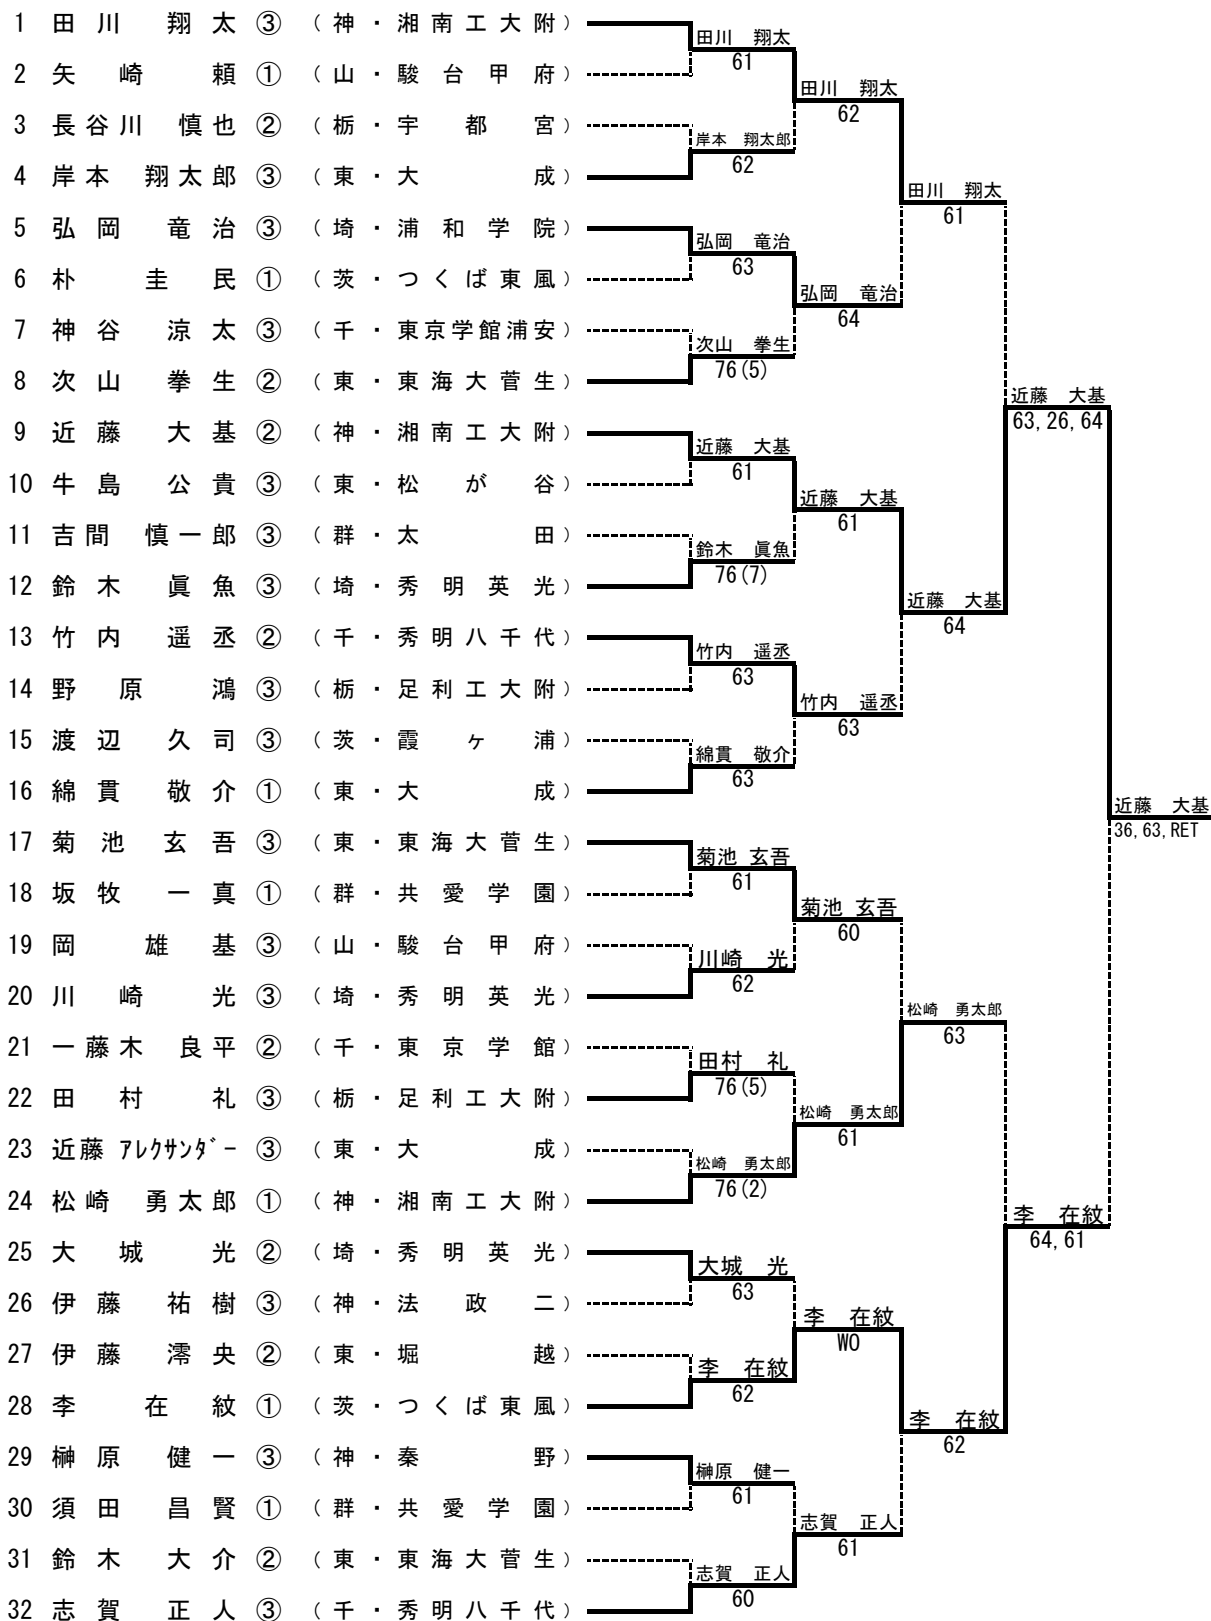 1 田川 翔太 ③ (神・湘南工大附)
2 矢崎 頼 ① (山・駿台甲府)
3 長谷川 慎也 ② (栃・宇都宮)
4 岸本 翔太郎 ③ (東・大成)
5 弘岡 竜治 ③ (埼・浦和学院)
6 朴 圭民 ① (茨・つくば東風)
7 神谷 涼太 ③ (千・東京学館浦安)
8 次山 拳生 ② (東・東海大菅生)
9 近藤 大基 ② (神・湘南工大附)
10 牛島 公貴 ③ (東・松が谷)
11 吉間 慎一郎 ③ (群・太田)
12 鈴木 眞魚 ③ (埼・秀明英光)
13 竹内 遥丞 ② (千・秀明八千代)
14 野原 鴻 ③ (栃・足利工大附)
15 渡辺 久司 ③ (茨・霞ヶ浦)
16 綿貫 敬介 ① (東・大成)
17 菊池 玄吾 ③ (東・東海大菅生)
18 坂牧 一真 ① (群・共愛学園)
19 岡 雄基 ③ (山・駿台甲府)
20 川崎 光 ③ (埼・秀明英光)
21 一藤木 良平 ② (千・東京学館)
22 田村 礼 ③ (栃・足利工大附)
23 近藤 ｱﾚｸｻﾝﾀﾞｰ ③ (東・大成)
24 松崎 勇太郎 ① (神・湘南工大附)
25 大城 光 ② (埼・秀明英光)
26 伊藤 祐樹 ③ (神・法政二)
27 伊藤 澪央 ② (東・堀越)
28 李 在紋 ① (茨・つくば東風)
29 榊原 健一 ③ (神・秦野)
30 須田 昌賢 ① (群・共愛学園)
31 鈴木 大介 ② (東・東海大菅生)
32 志賀 正人 ③ (千・秀明八千代)
田川 翔太
61
岸本 翔太郎
62
弘岡 竜治
63
次山 拳生
76(5)
近藤 大基
61
鈴木 眞魚
76(7)
竹内 遥丞
63
綿貫 敬介
63
菊池 玄吾
61
川崎 光
62
田村 礼
76(5)
松崎 勇太郎
76(2)
大城 光
63
李 在紋
62
榊原 健一
61
志賀 正人
60
田川 翔太
62
弘岡 竜治
64
近藤 大基
61
竹内 遥丞
63
菊池 玄吾
60
松崎 勇太郎
61
李 在紋
WO
志賀 正人
61
田川 翔太
61
近藤 大基
64
松崎 勇太郎
63
李 在紋
62
近藤 大基
63,26,64
李 在紋
64,61
近藤 大基
36,63,RET